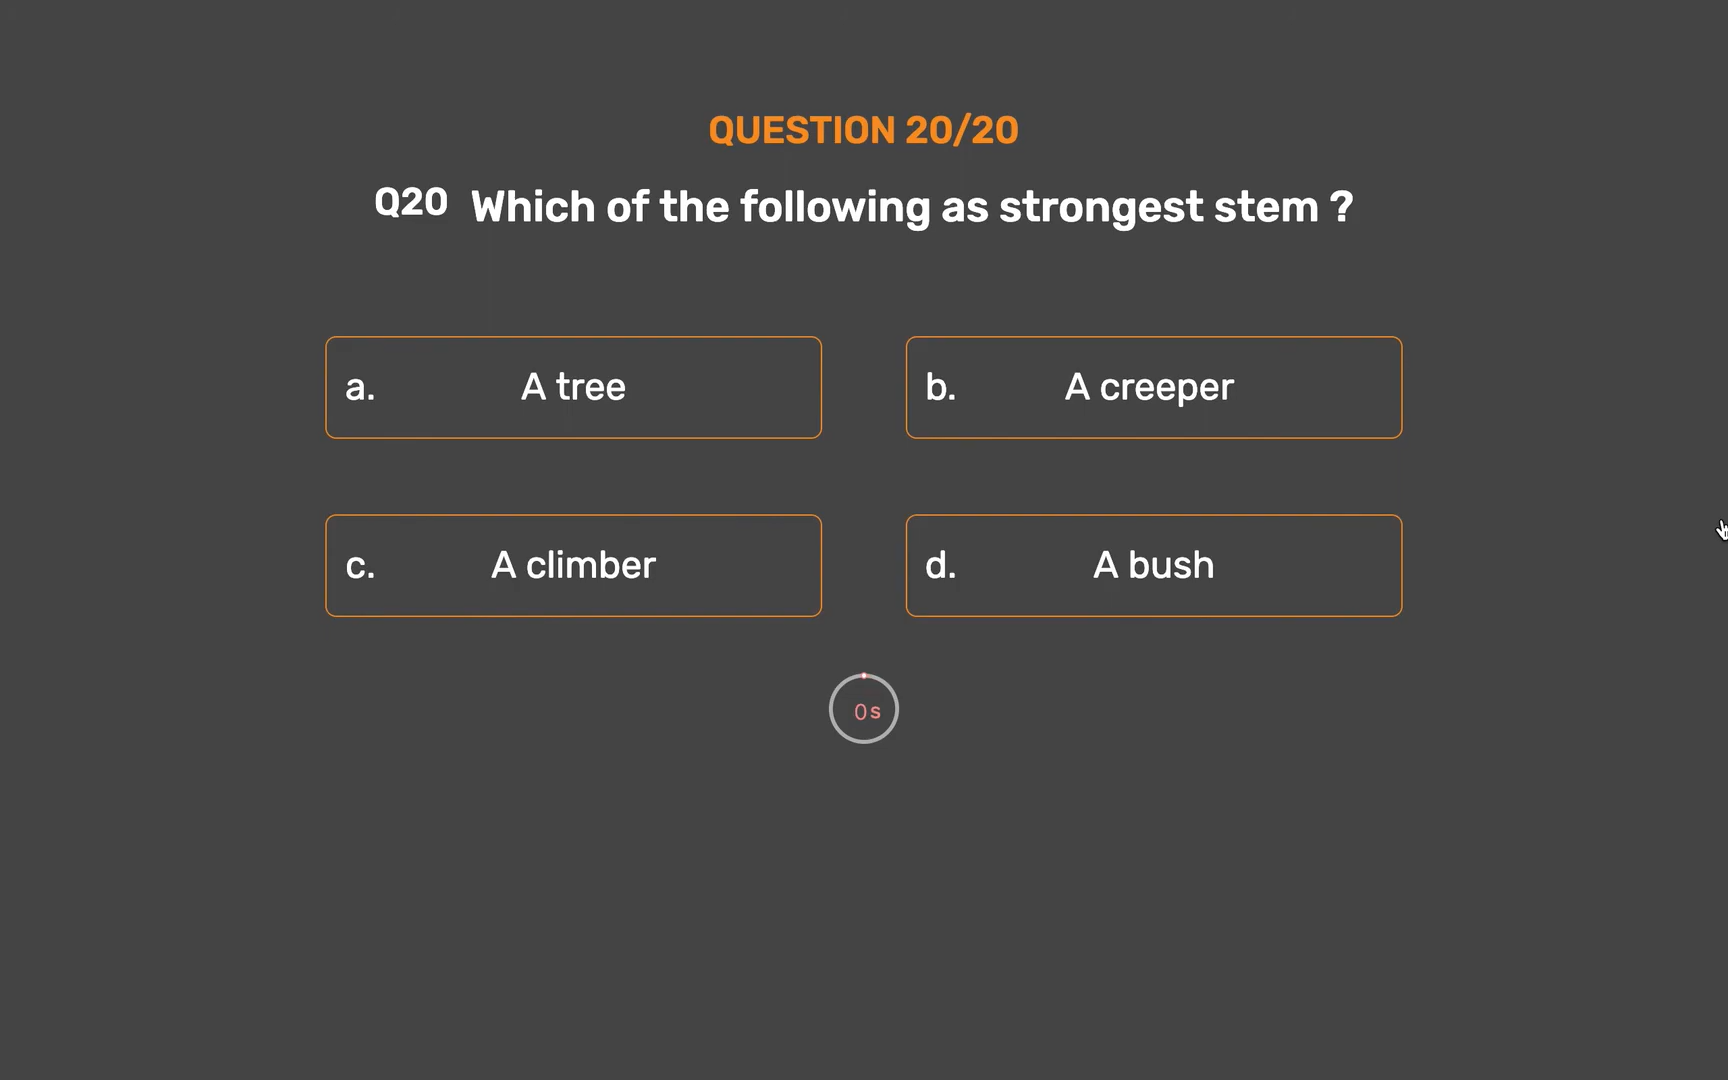 QUESTION 20/20
Q20 Which of the following as strongest stem ?
a. A tree
b. A creeper
c. A climber
d. A bush
0s